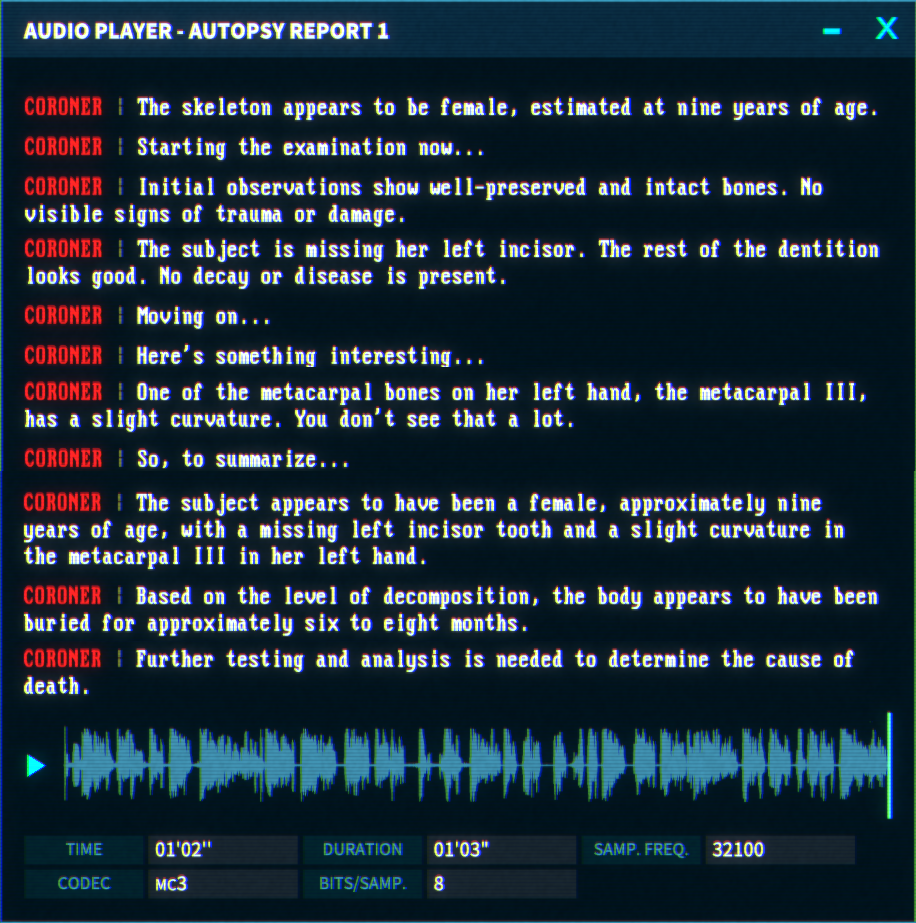 AUDIO PLAYER - AUTOPSY REPORT 1
CORONER | The skeleton appears to be female, estimated at nine years of age.
CORONER | Starting the examination now...
CORONER | Initial observations show well-preserved and intact bones. No
visible signs of trauma or damage.
CORONER | The subject is missing her left incisor. The rest of the dentition
looks good. No decay or disease is present.
CORONER | Moving on...
CORONER | Here's something interesting...
CORONER | One of the metacarpal bones on her left hand, the metacarpal III,
has a slight curvature. You don't see that a lot.
CORONER | So, to summarize...
CORONER | The subject appears to have been a female, approximately nine
years of age, with a missing left incisor tooth and a slight curvature in
the metacarpal III in her left hand.
CORONER | Based on the level of decomposition, the body appears to have been
buried for approximately six to eight months.
CORONER | Further testing and analysis is needed to determine the cause of
death.
TIME 01'02'' DURATION 01'03" SAMP. FREQ. 32100
CODEC MC3 BITS/SAMP. 8